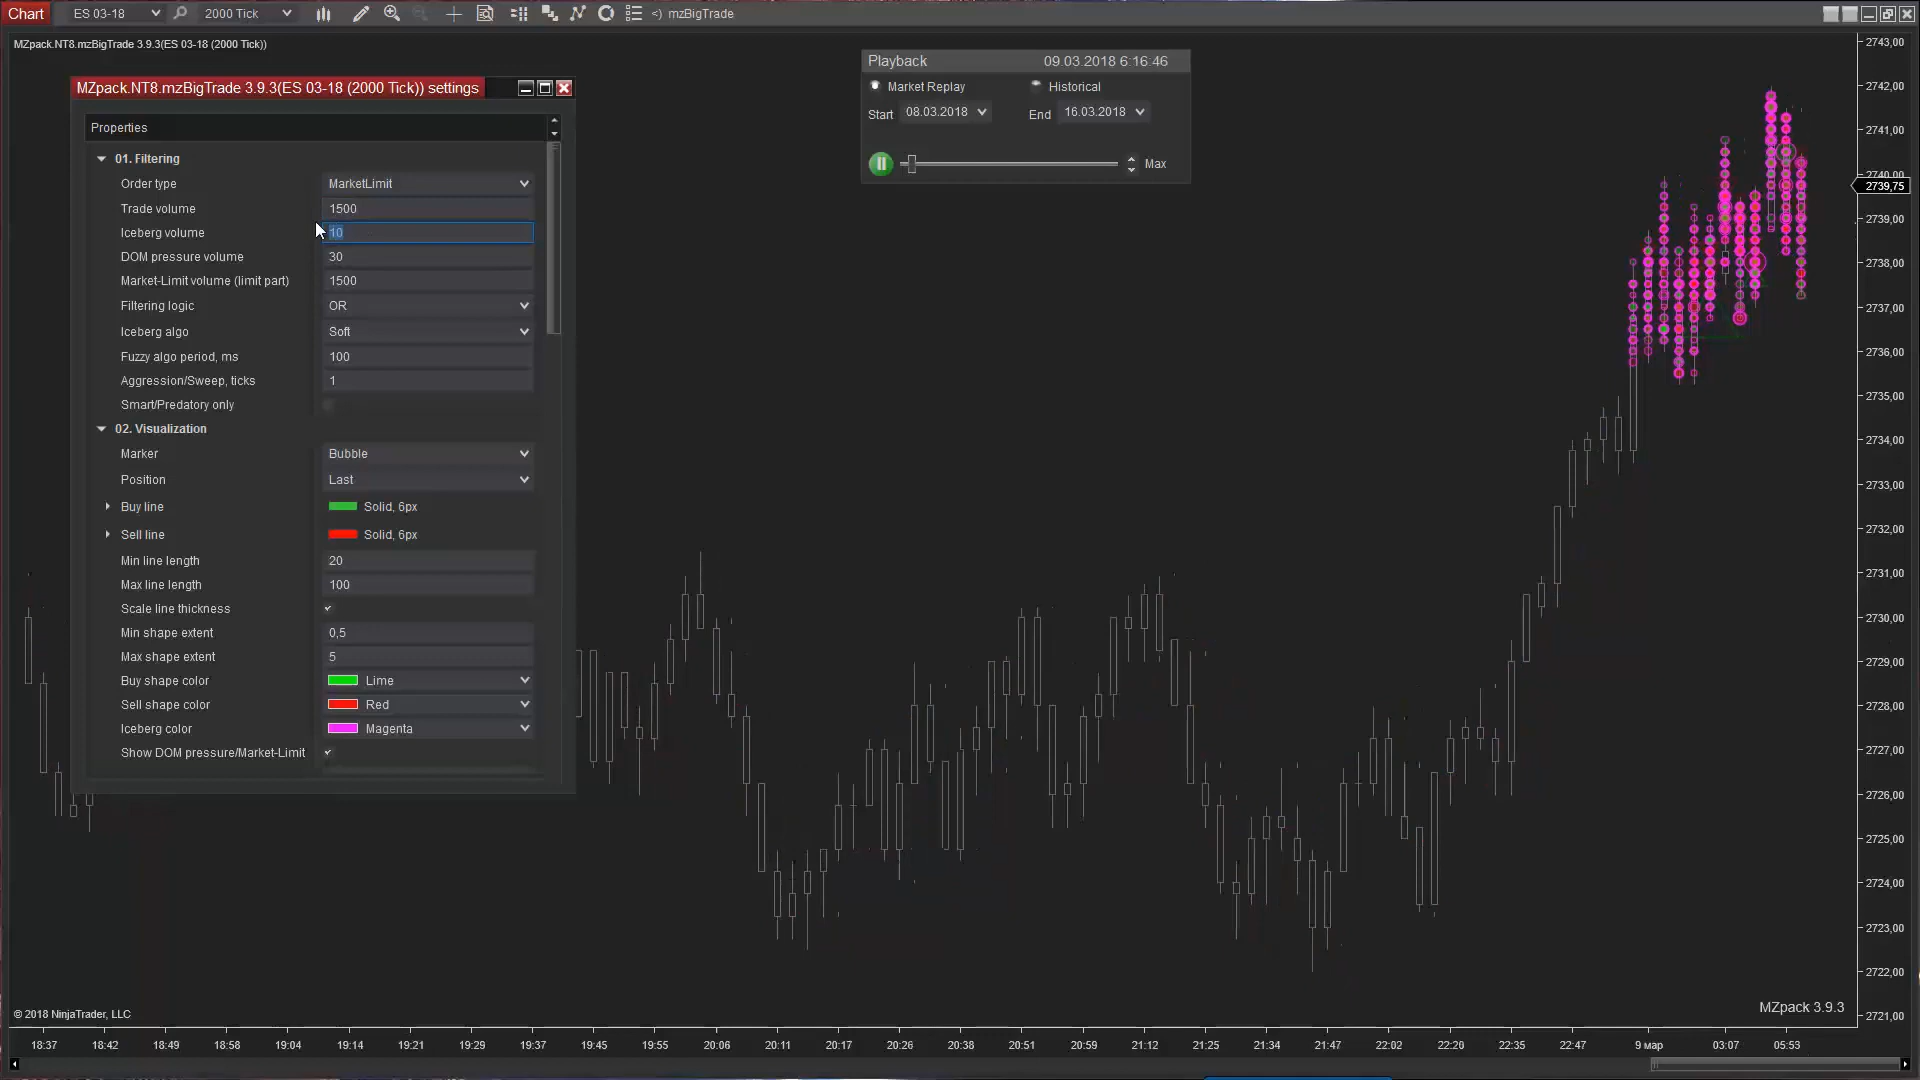 Chart ES 03-18 2000 Tick mzBigTrade
MZpack.NT8.mzBigTrade 3.9.3(ES 03-18 (2000 Tick))
MZpack.NT8.mzBigTrade 3.9.3(ES 03-18 (2000 Tick)) settings
Properties
01. Filtering
Order type MarketLimit
Trade volume 1500
Iceberg volume 10
DOM pressure volume 30
Market-Limit volume (limit part) 1500
Filtering logic OR
Iceberg algo Soft
Fuzzy algo period, ms 100
Aggression/Sweep, ticks 1
Smart/Predatory only
02. Visualization
Marker Bubble
Position Last
Buy line Solid, 6px
Sell line Solid, 6px
Min line length 20
Max line length 100
Scale line thickness
Min shape extent 0,5
Max shape extent 5
Buy shape color Lime
Sell shape color Red
Iceberg color Magenta
Show DOM pressure/Market-Limit
Playback 09.03.2018 6:16:46
Market Replay Historical
Start 08.03.2018 End 16.03.2018
Max
2743,00
2742,00
2741,00
2740,00
2739,75
2739,00
2738,00
2737,00
2736,00
2735,00
2734,00
2733,00
2732,00
2731,00
2730,00
2729,00
2728,00
2727,00
2726,00
2725,00
2724,00
2723,00
2722,00
2721,00
MZpack 3.9.3
© 2018 NinjaTrader, LLC
18:37 18:42 18:49 18:58 19:04 19:14 19:21 19:29 19:37 19:45 19:55 20:06 20:11 20:17 20:26 20:38 20:51 20:59 21:12 21:25 21:34 21:47 22:02 22:20 22:35 22:47 9 мар 03:07 05:53